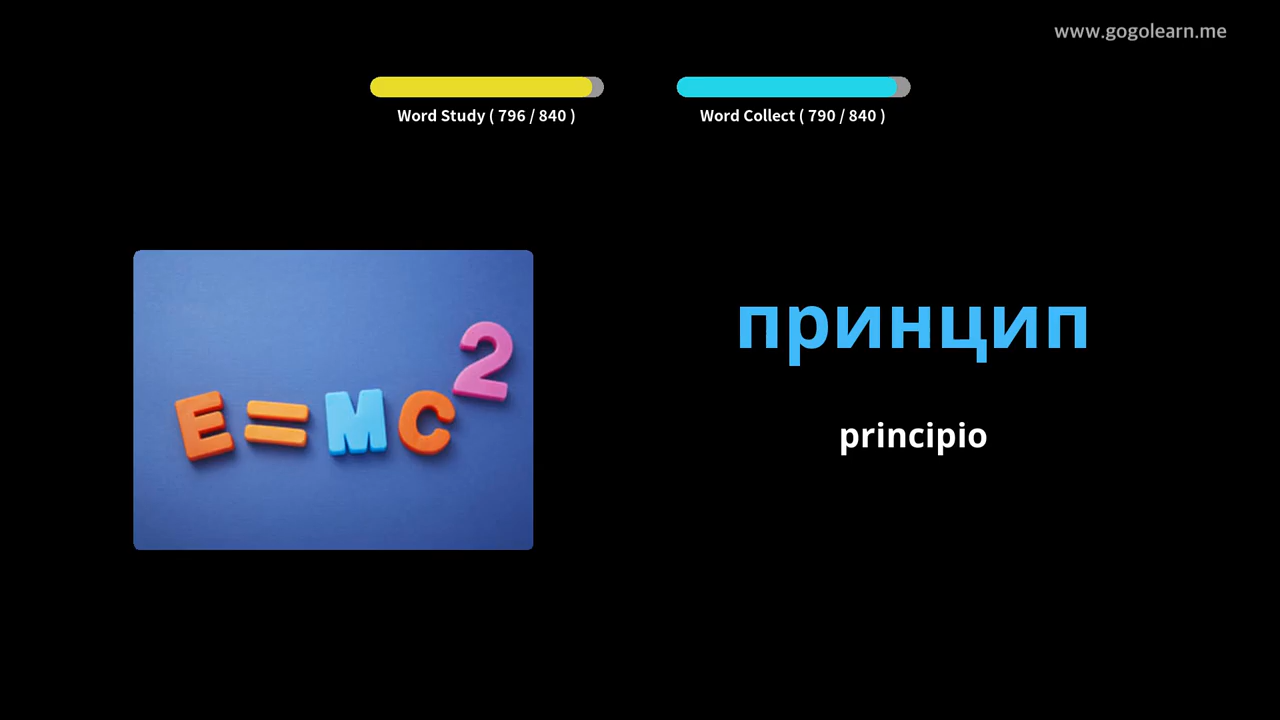 www.gogolearn.me
Word Study ( 796 / 840 )
Word Collect ( 790 / 840 )
E=MC2
принцип
principio